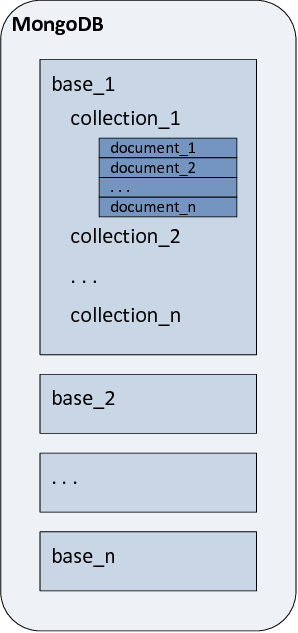 MongoDB
base_1
collection_1
document_1
document_2
. . .
document_n
collection_2
. . .
collection_n
base_2
. . .
base_n